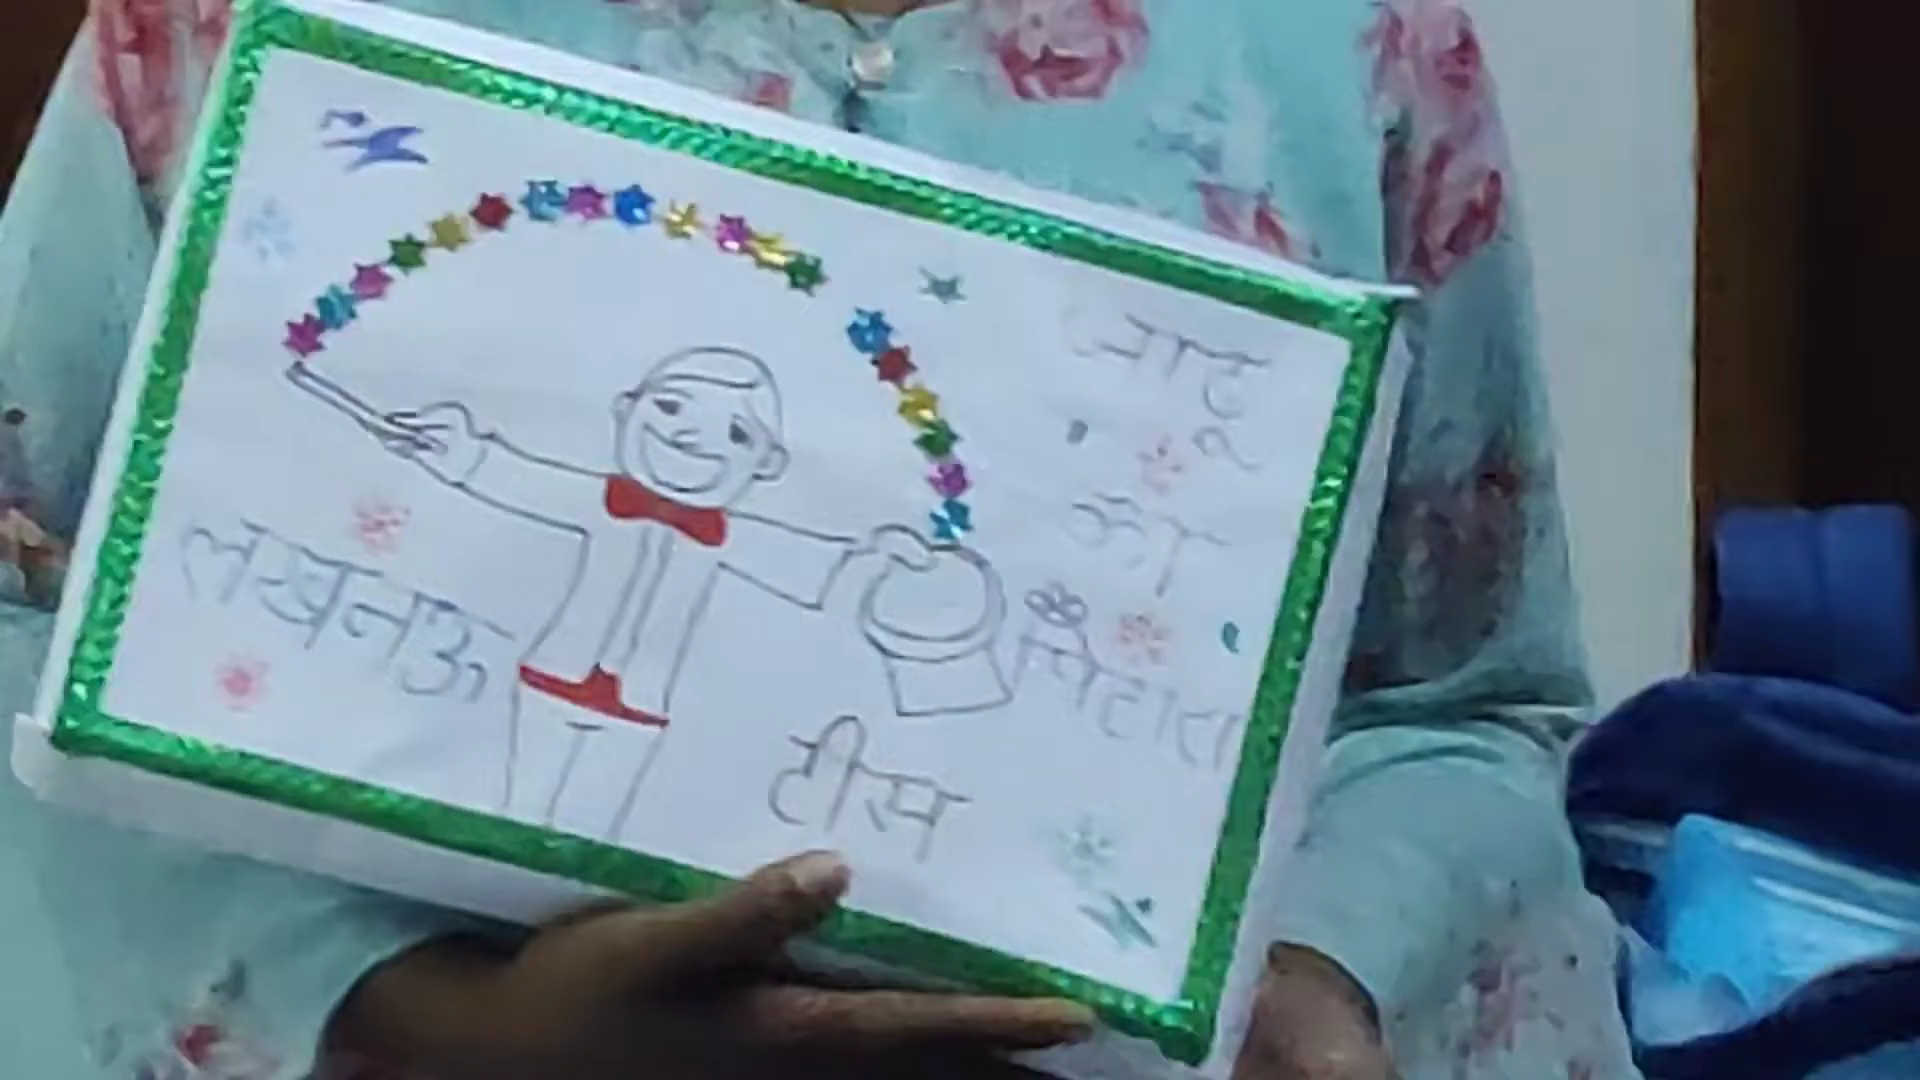 लखनऊ
जादू
का
पिटारा
टीम